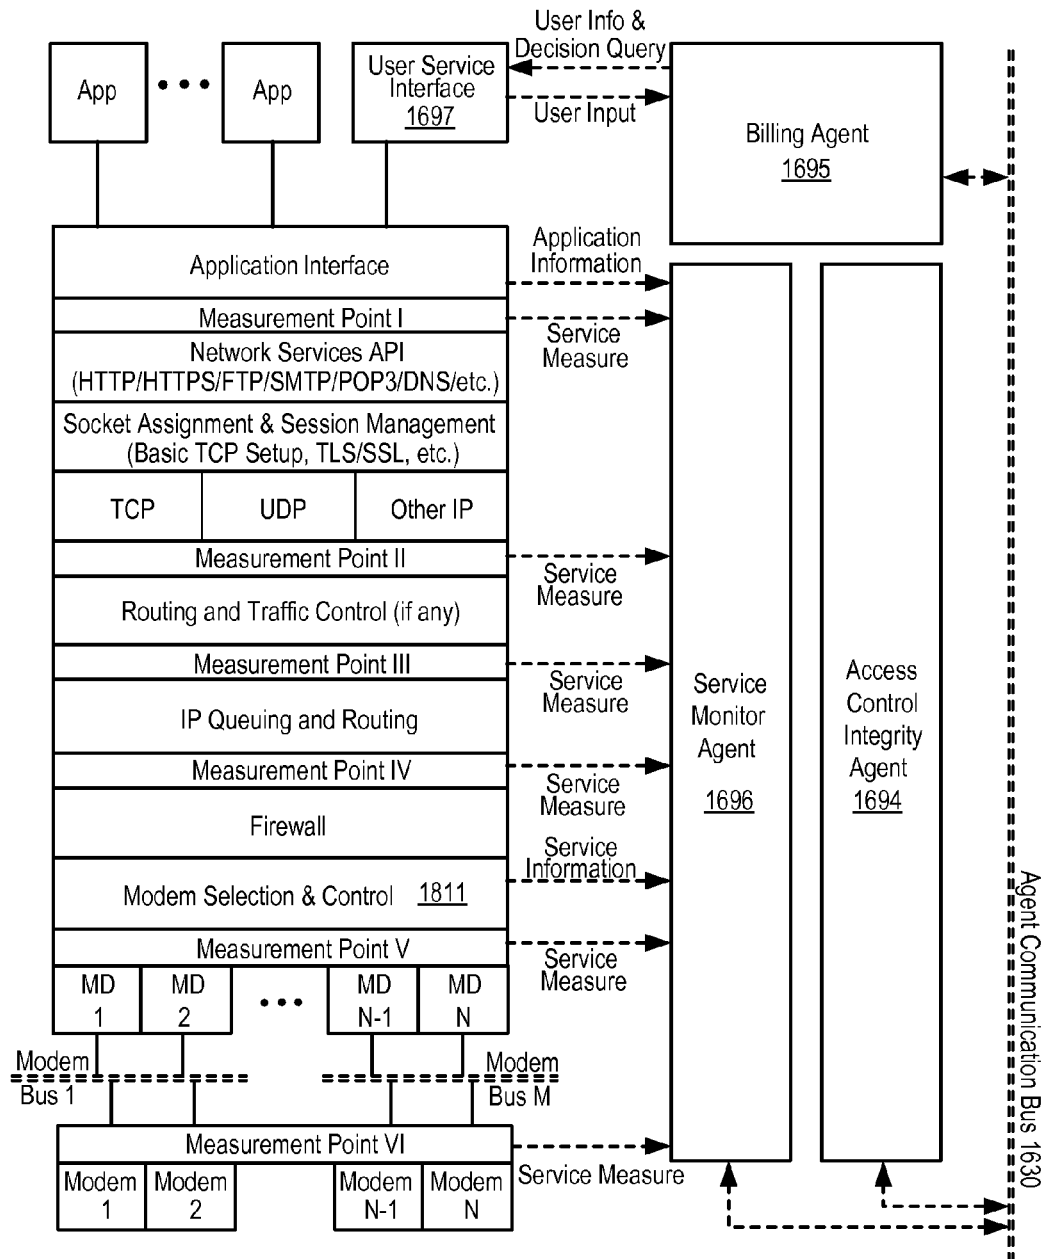 User Info &
Decision Query
App
App
User Service
Interface
1697
User Input
Billing Agent
1695
Application Interface
Application
Information
Measurement Point I
Service
Measure
Network Services API
(HTTP/HTTPS/FTP/SMTP/POP3/DNS/etc.)
Socket Assignment & Session Management
(Basic TCP Setup, TLS/SSL, etc.)
TCP
UDP
Other IP
Measurement Point II
Service
Measure
Routing and Traffic Control (if any)
Measurement Point III
Service
Measure
IP Queuing and Routing
Measurement Point IV
Service
Measure
Firewall
Service
Information
Modem Selection & Control 1811
Measurement Point V
Service
Measure
MD
1
MD
2
MD
N-1
MD
N
Modem
Bus 1
Modem
Bus M
Measurement Point VI
Service Measure
Modem
1
Modem
2
Modem
N-1
Modem
N
Service
Monitor
Agent
1696
Access
Control
Integrity
Agent
1694
Agent Communication Bus 1630